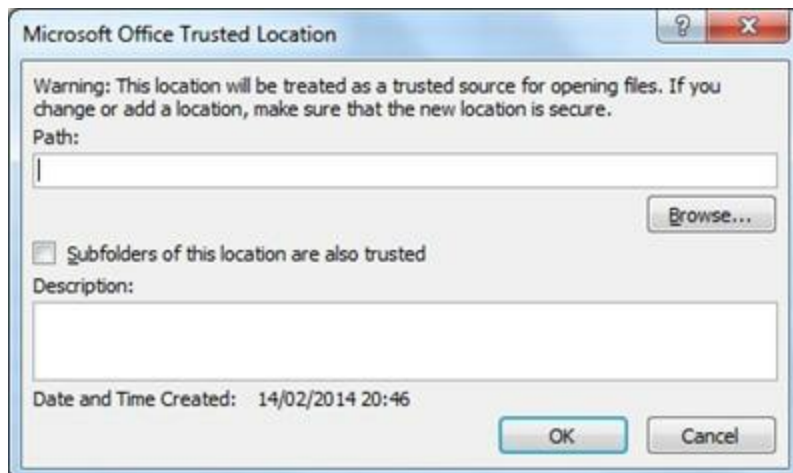 Microsoft Office Trusted Location
Warning: This location will be treated as a trusted source for opening files. If you
change or add a location, make sure that the new location is secure.
Path:
Browse...
Subfolders of this location are also trusted
Description:
Date and Time Created: 14/02/2014 20:46
OK Cancel